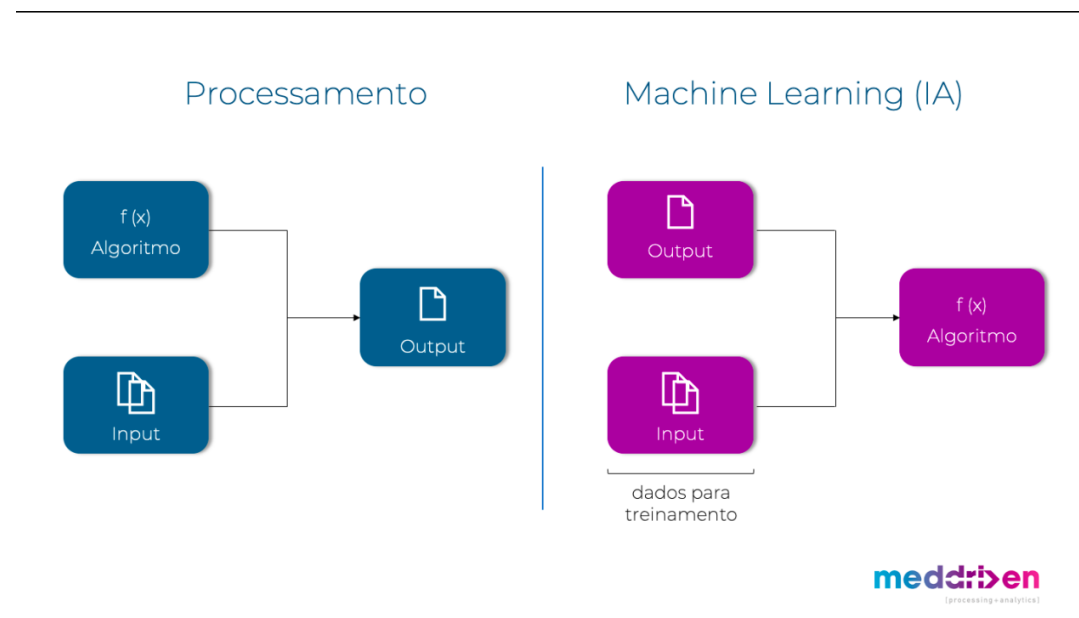 Processamento
f (x)
Algoritmo
Input
Output
Machine Learning (IA)
Output
Input
dados para
treinamento
f (x)
Algoritmo
meddriven
[processing+analytics]